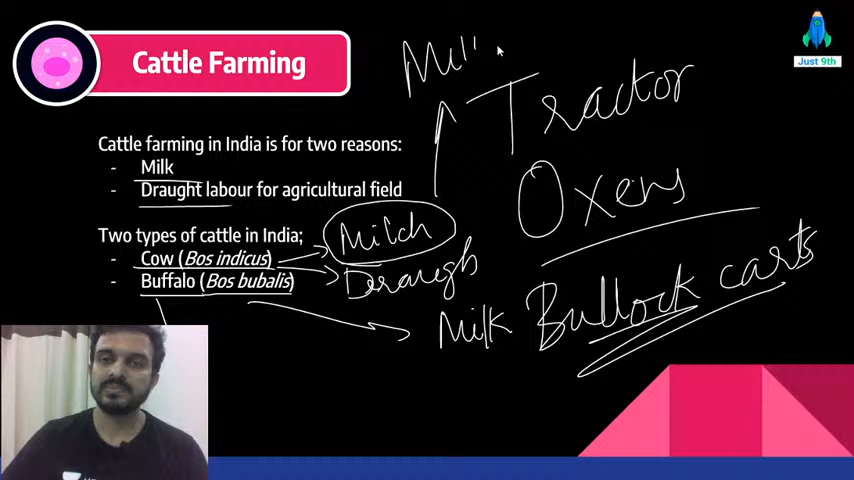 Cattle Farming
Just 9th
Cattle farming in India is for two reasons:
- Milk
- Draught labour for agricultural field
Two types of cattle in India;
- Cow (Bos indicus)
- Buffalo (Bos bubalis)
Tractor
Oxens
Milch
Milk
Bullock carts